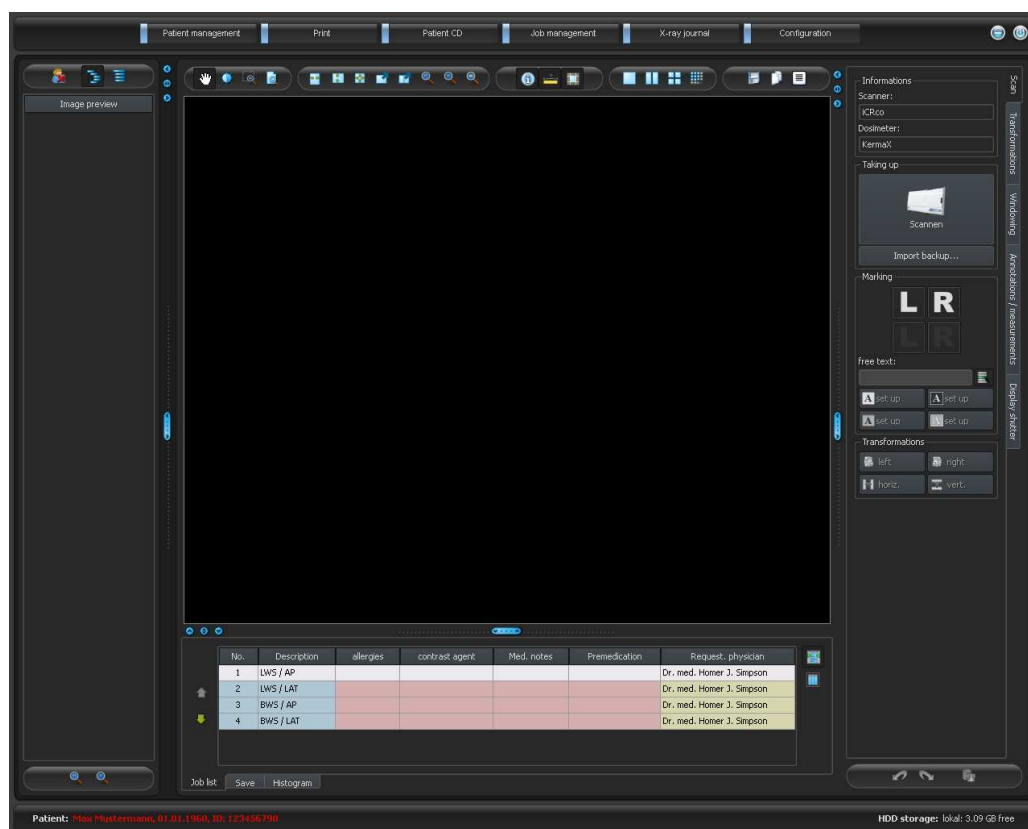 Patient management Print Patient CD Job management X-ray journal Configuration
Image preview
Informations
Scanner:
iCRco
Dosimeter:
KermaX
Taking up
Scannen
Import backup...
Marking
L R
L R
free text:
A set up A set up
A set up A set up
Transformations
left right
horiz. vert.
Scan
Transformations
Windowing
Annotations / measurements
Display shutter
No. Description allergies contrast agent Med. notes Premedication Request. physician
1 LWS / AP Dr. med. Homer J. Simpson
2 LWS / LAT Dr. med. Homer J. Simpson
3 BWS / AP Dr. med. Homer J. Simpson
4 BWS / LAT Dr. med. Homer J. Simpson
Job list Save Histogram
Patient: Max Mustermann, 01.01.1960, ID: 123456790 HDD storage: lokal: 3.09 GB free